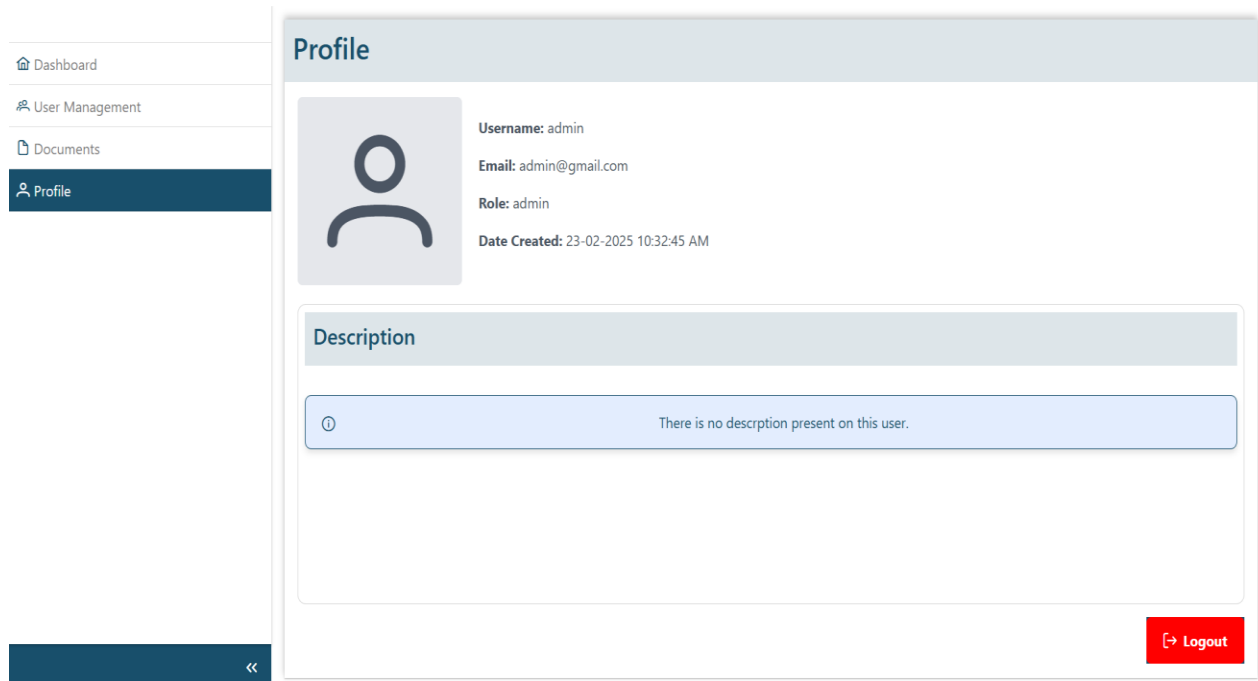 Dashboard
User Management
Documents
Profile
Profile
Username: admin
Email: admin@gmail.com
Role: admin
Date Created: 23-02-2025 10:32:45 AM
Description
There is no descrption present on this user.
Logout